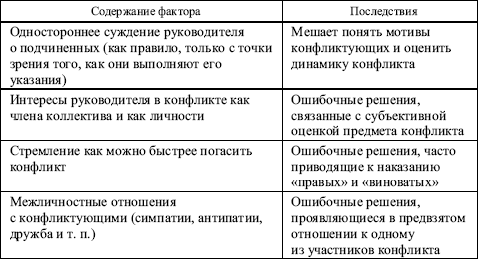 Содержание фактора
Последствия
Одностороннее суждение руководителя
о подчиненных (как правило, только с точки
зрения того, как они выполняют его
указания)
Мешает понять мотивы
конфликтующих и оценить
динамику конфликта
Интересы руководителя в конфликте как
члена коллектива и как личности
Ошибочные решения,
связанные с субъективной
оценкой предмета конфликта
Стремление как можно быстрее погасить
конфликт
Ошибочные решения, часто
приводящие к наказанию
«правых» и «виноватых»
Межличностные отношения
с конфликтующими (симпатии, антипатии,
дружба и т. п.)
Ошибочные решения,
проявляющиеся в предвзятом
отношении к одному
из участников конфликта